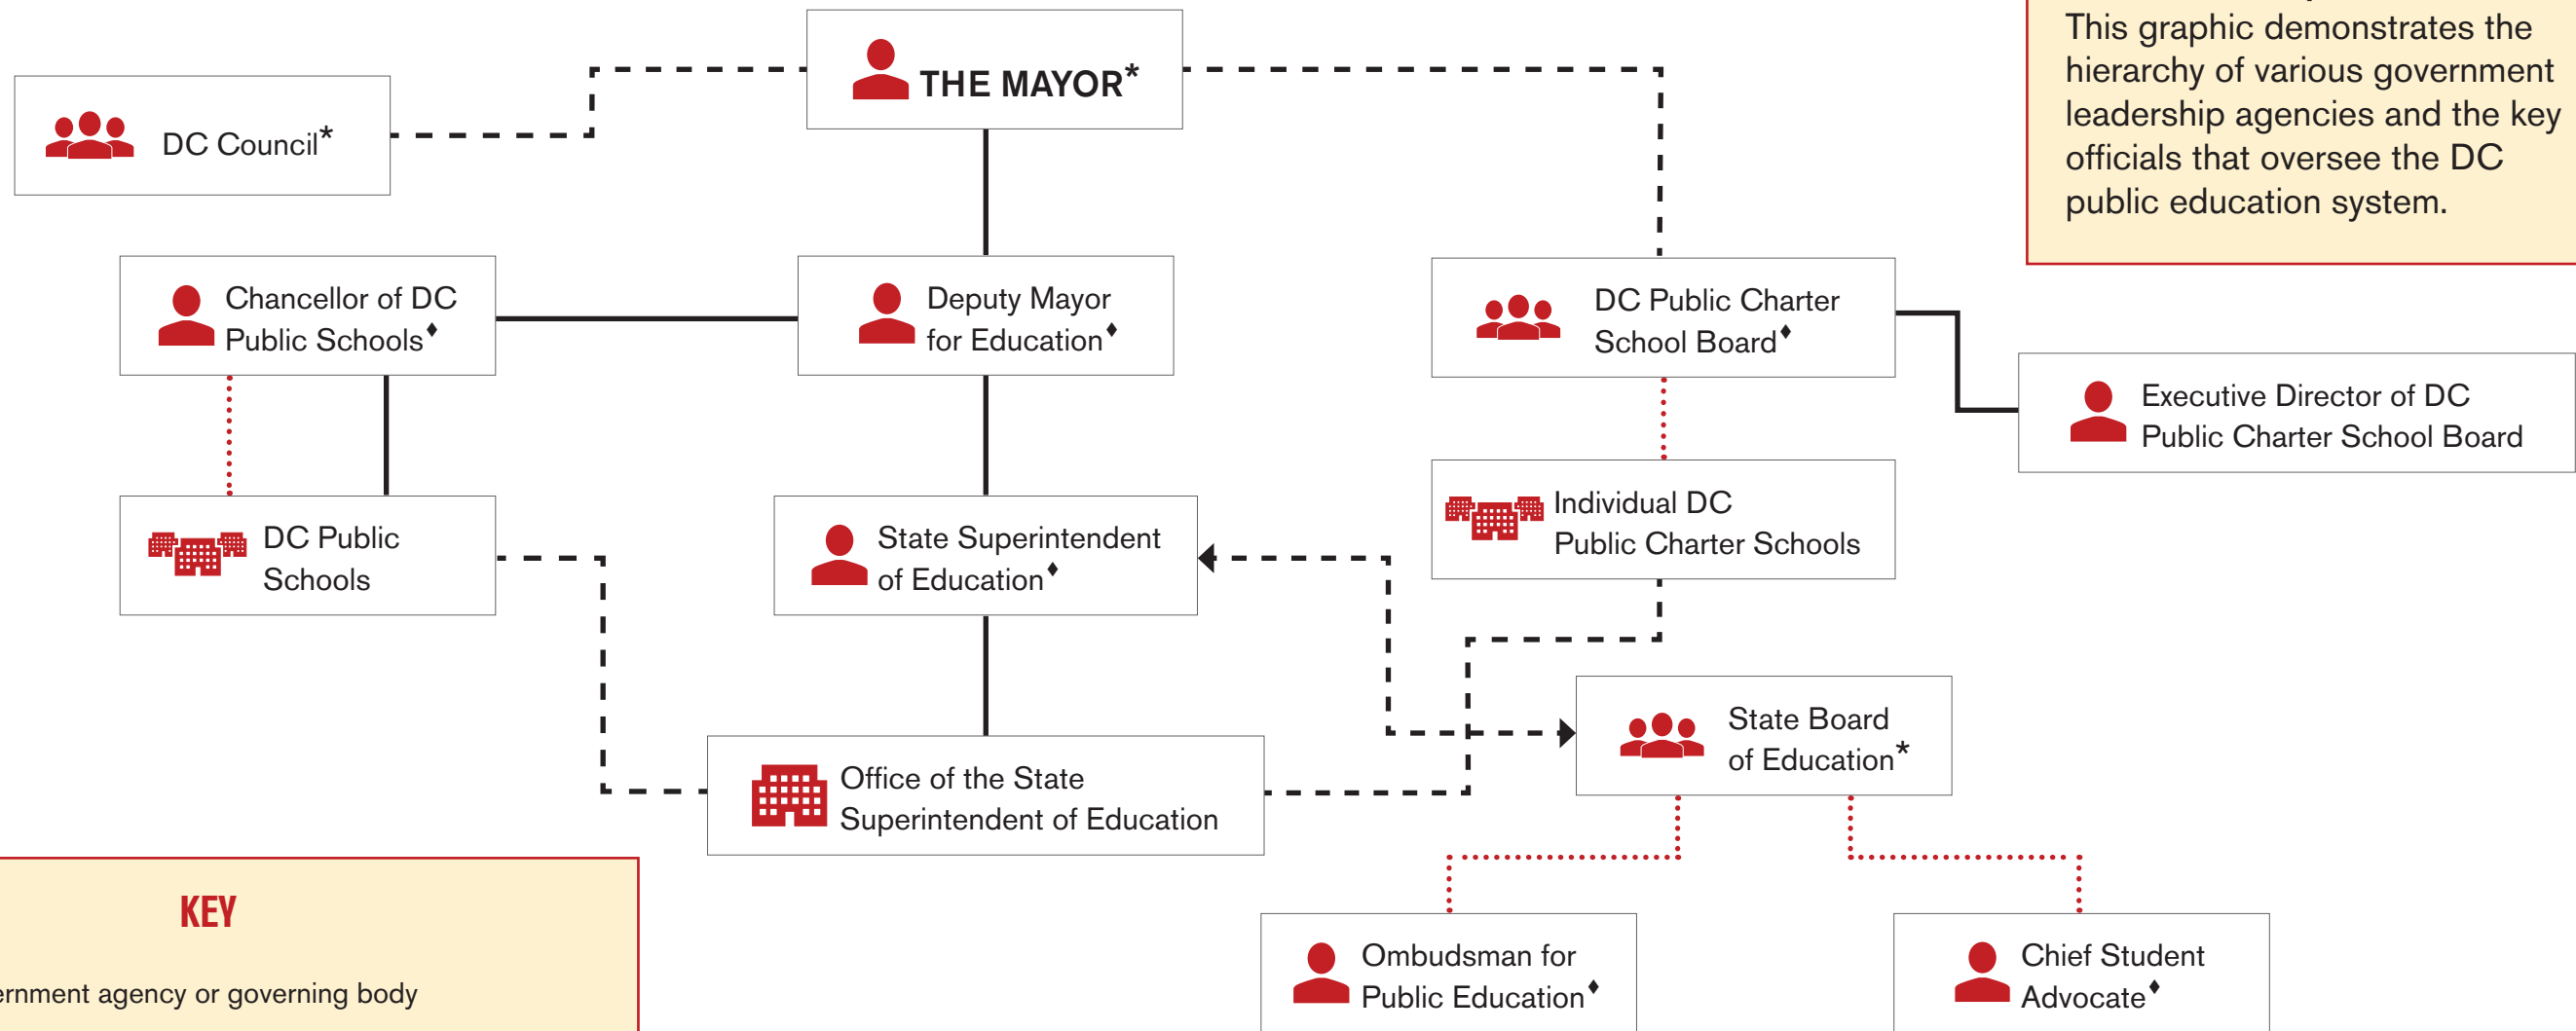 This graphic demonstrates the
hierarchy of various government
leadership agencies and the key
officials that oversee the DC
public education system.
THE MAYOR*
DC Council*
Chancellor of DC
Public Schools♦
Deputy Mayor
for Education♦
DC Public Charter
School Board♦
Executive Director of DC
Public Charter School Board
DC Public
Schools
State Superintendent
of Education♦
Individual DC
Public Charter Schools
State Board
of Education*
Office of the State
Superintendent of Education
KEY
ernment agency or governing body
Ombudsman for
Public Education♦
Chief Student
Advocate♦